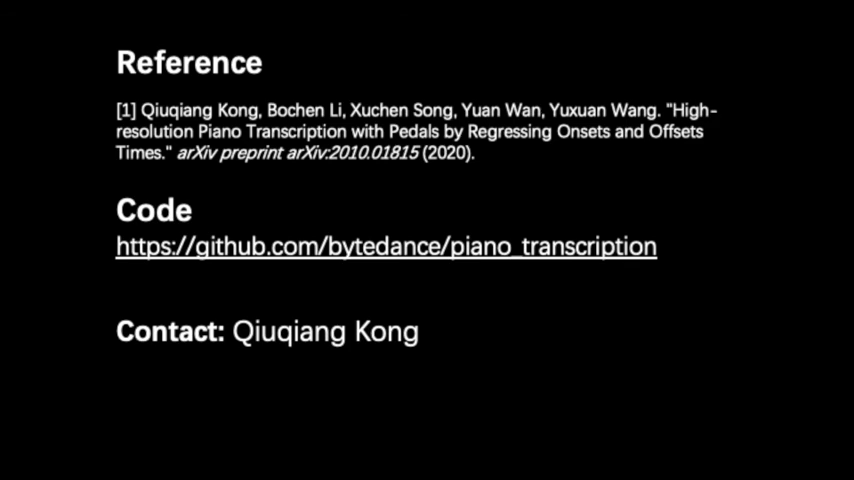 Reference
[1] Qiuqiang Kong, Bochen Li, Xuchen Song, Yuan Wan, Yuxuan Wang. "High-
resolution Piano Transcription with Pedals by Regressing Onsets and Offsets
Times." arXiv preprint arXiv:2010.01815 (2020).
Code
https://github.com/bytedance/piano_transcription
Contact: Qiuqiang Kong